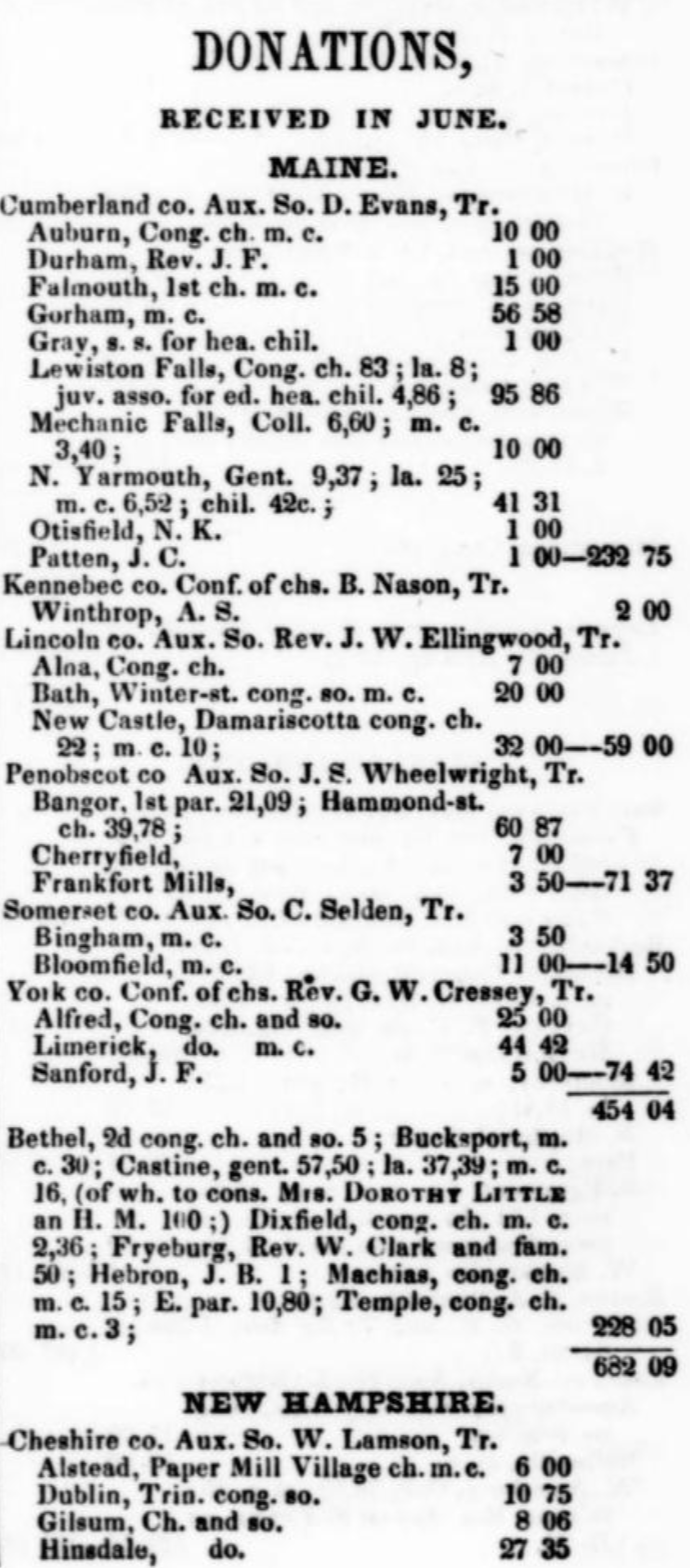 DONATIONS,
RECEIVED IN JUNE.
MAINE.
Cumberland co. Aux. So. D. Evans, Tr.
Auburn, Cong. ch. m. c. 10 00
Durham, Rev. J. F. 1 00
Falmouth, 1st ch. m. c. 15 00
Gorham, m. c. 56 58
Gray, s. s. for hea. chil. 1 00
Lewiston Falls, Cong. ch. 83; la. 8;
juv. asso. for ed. hea. chil. 4,86; 95 86
Mechanic Falls, Coll. 6,60; m. c.
3,40; 10 00
N. Yarmouth, Gent. 9,37; la. 25;
m. c. 6,52; chil. 42c.; 41 31
Otisfield, N. K. 1 00
Patten, J. C. 1 00—232 75
Kennebec co. Conf. of chs. B. Nason, Tr.
Winthrop, A. S. 2 00
Lincoln co. Aux. So. Rev. J. W. Ellingwood, Tr.
Alna, Cong. ch. 7 00
Bath, Winter-st. cong. so. m. c. 20 00
New Castle, Damariscotta cong. ch.
22; m. c. 10; 32 00—59 00
Penobscot co Aux. So. J. S. Wheelwright, Tr.
Bangor, 1st par. 21,09; Hammond-st.
ch. 39,78; 60 87
Cherryfield, 7 00
Frankfort Mills, 3 50—71 37
Somerset co. Aux. So. C. Selden, Tr.
Bingham, m. c. 3 50
Bloomfield, m. c. 11 00—14 50
York co. Conf. of chs. Rev. G. W. Cressey, Tr.
Alfred, Cong. ch. and so. 25 00
Limerick, do. m. c. 44 42
Sanford, J. F. 5 00—74 42
454 04
Bethel, 2d cong. ch. and so. 5; Bucksport, m.
c. 30; Castine, gent. 57,50; la. 37,39; m. c.
16, (of wh. to cons. Mrs. DOROTHY LITTLE
an H. M. 100;) Dixfield, cong. ch. m. c.
2,36; Fryeburg, Rev. W. Clark and fam.
50; Hebron, J. B. 1; Machias, cong. ch.
m. c. 15; E. par. 10,80; Temple, cong. ch.
m. c. 3; 228 05
682 09
NEW HAMPSHIRE.
Cheshire co. Aux. So. W. Lamson, Tr.
Alstead, Paper Mill Village ch. m. c. 6 00
Dublin, Trin. cong. so. 10 75
Gilsum, Ch. and so. 8 06
Hinsdale, do. 27 35